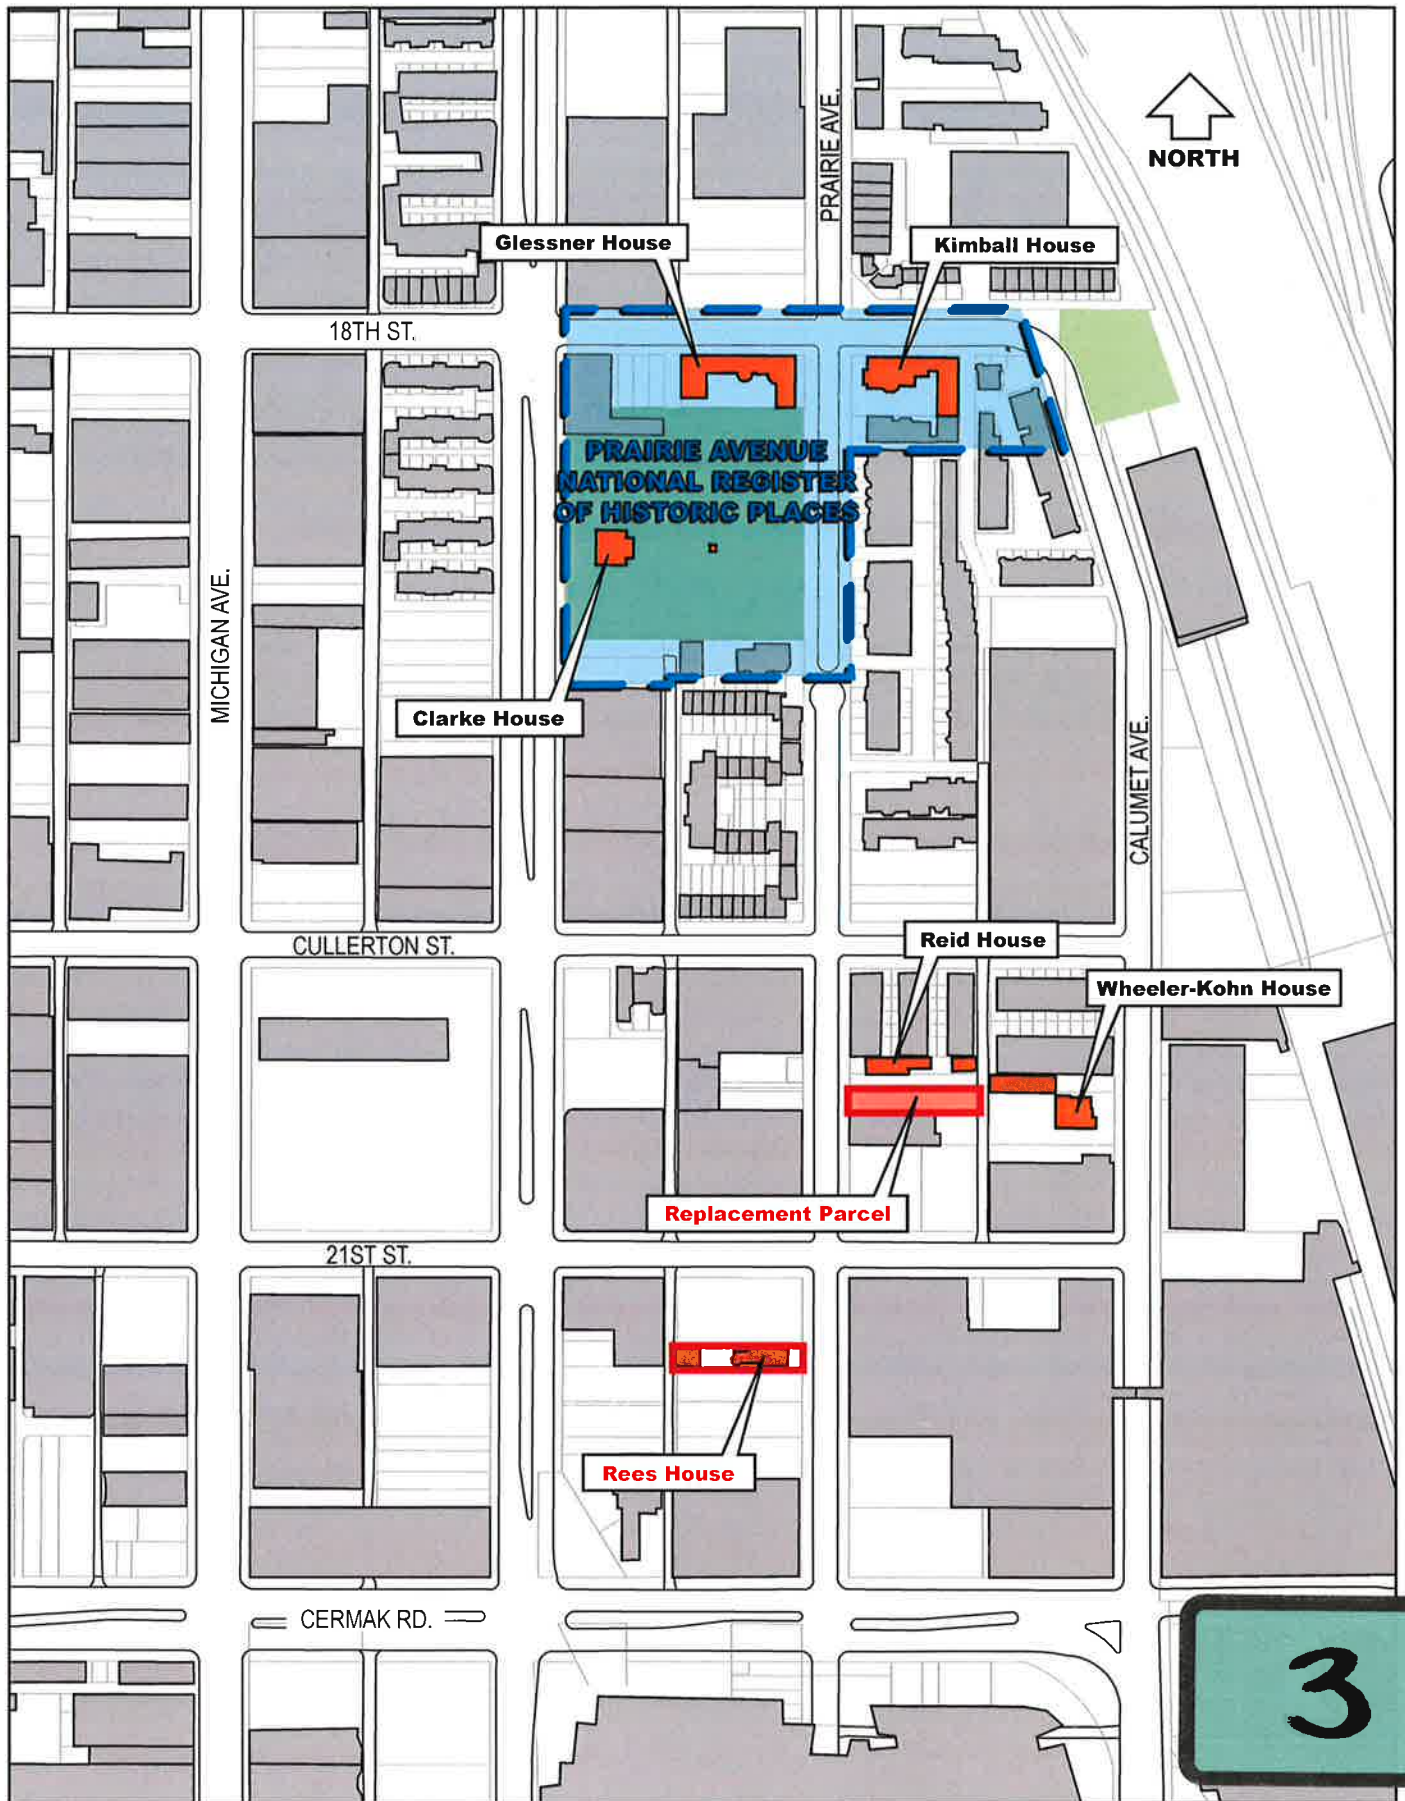 PRAIRIE AVE.
NORTH
Glessner House
Kimball House
18TH ST.
PRAIRIE AVENUE
NATIONAL REGISTER
OF HISTORIC PLACES
MICHIGAN AVE.
Clarke House
CALUMET AVE.
CULLERTON ST.
Reid House
Wheeler-Kohn House
Replacement Parcel
21ST ST.
Rees House
CERMAK RD.
3